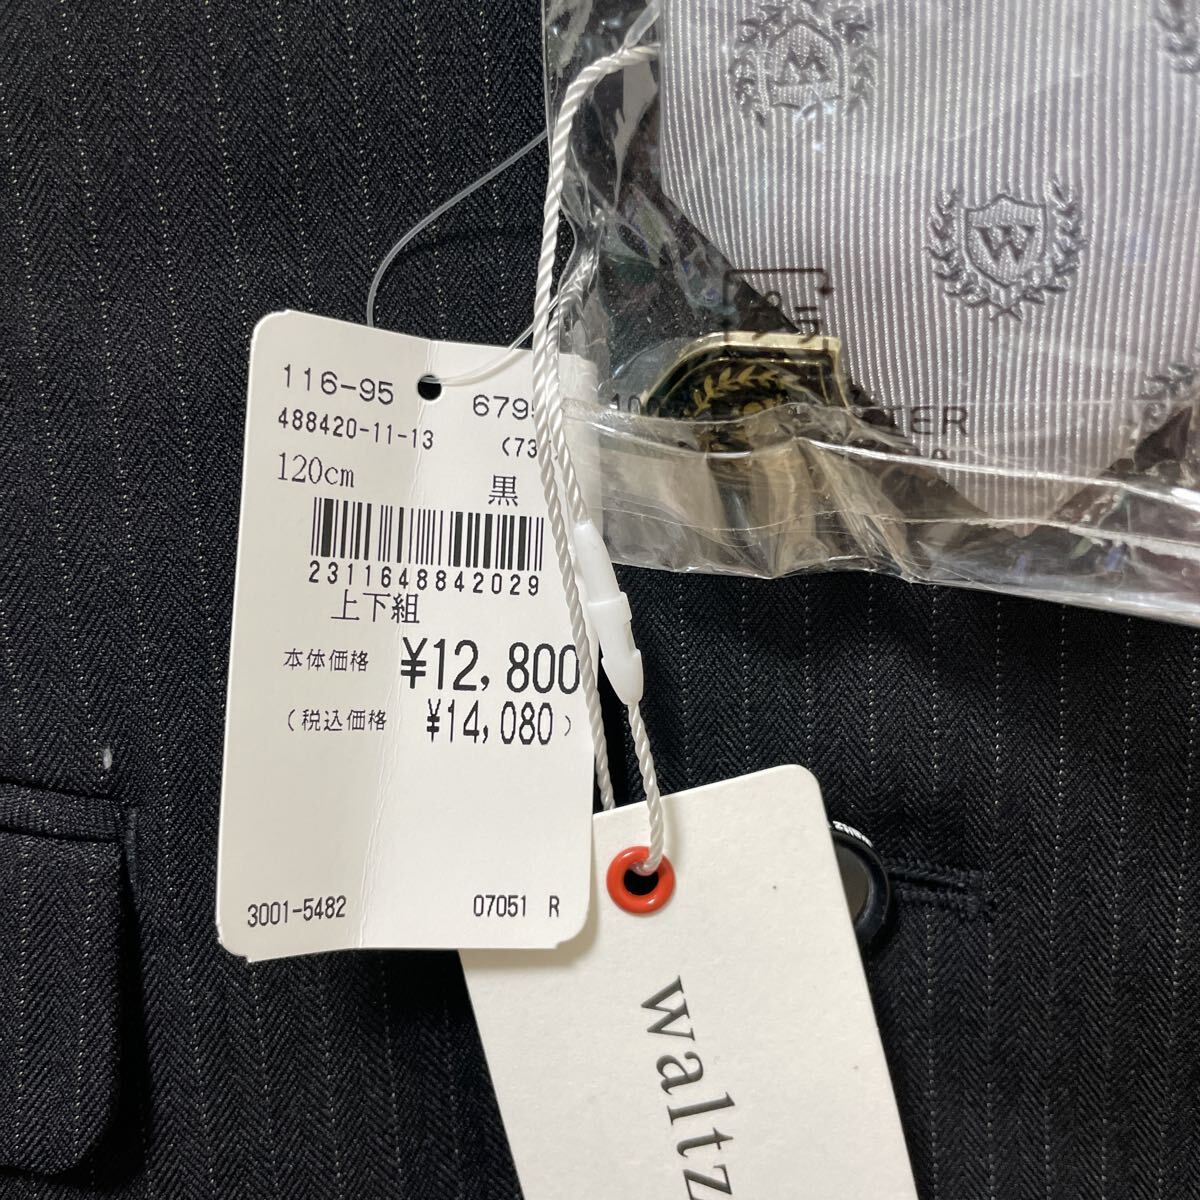 116-95
6795
488420-11-13
(73
120cm
黒
2311648842029
上下組
本体価格 ¥12,800
(税込価格 ¥14,080)
3001-5482
07051 R
waltz
W
W